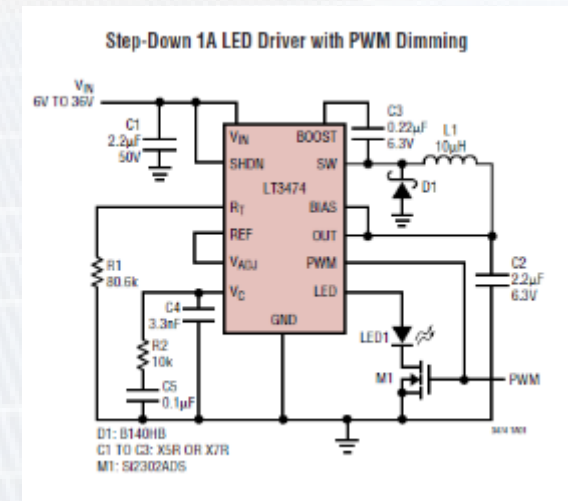 Step-Down 1A LED Driver with PWM Dimming
VIN
6V TO 36V
C1
2.2µF
50V
C3
0.22µF
6.3V
L1
10µH
VIN
BOOST
SHDN
SW
D1
LT3474
RT
BIAS
REF
OUT
VADJ
PWM
VC
LED
GND
R1
80.6k
C4
3.3nF
R2
10k
C5
0.1µF
C2
2.2µF
6.3V
LED1
M1
PWM
D1: B140HB
C1 TO C3: X5R OR X7R
M1: Si2302ADS